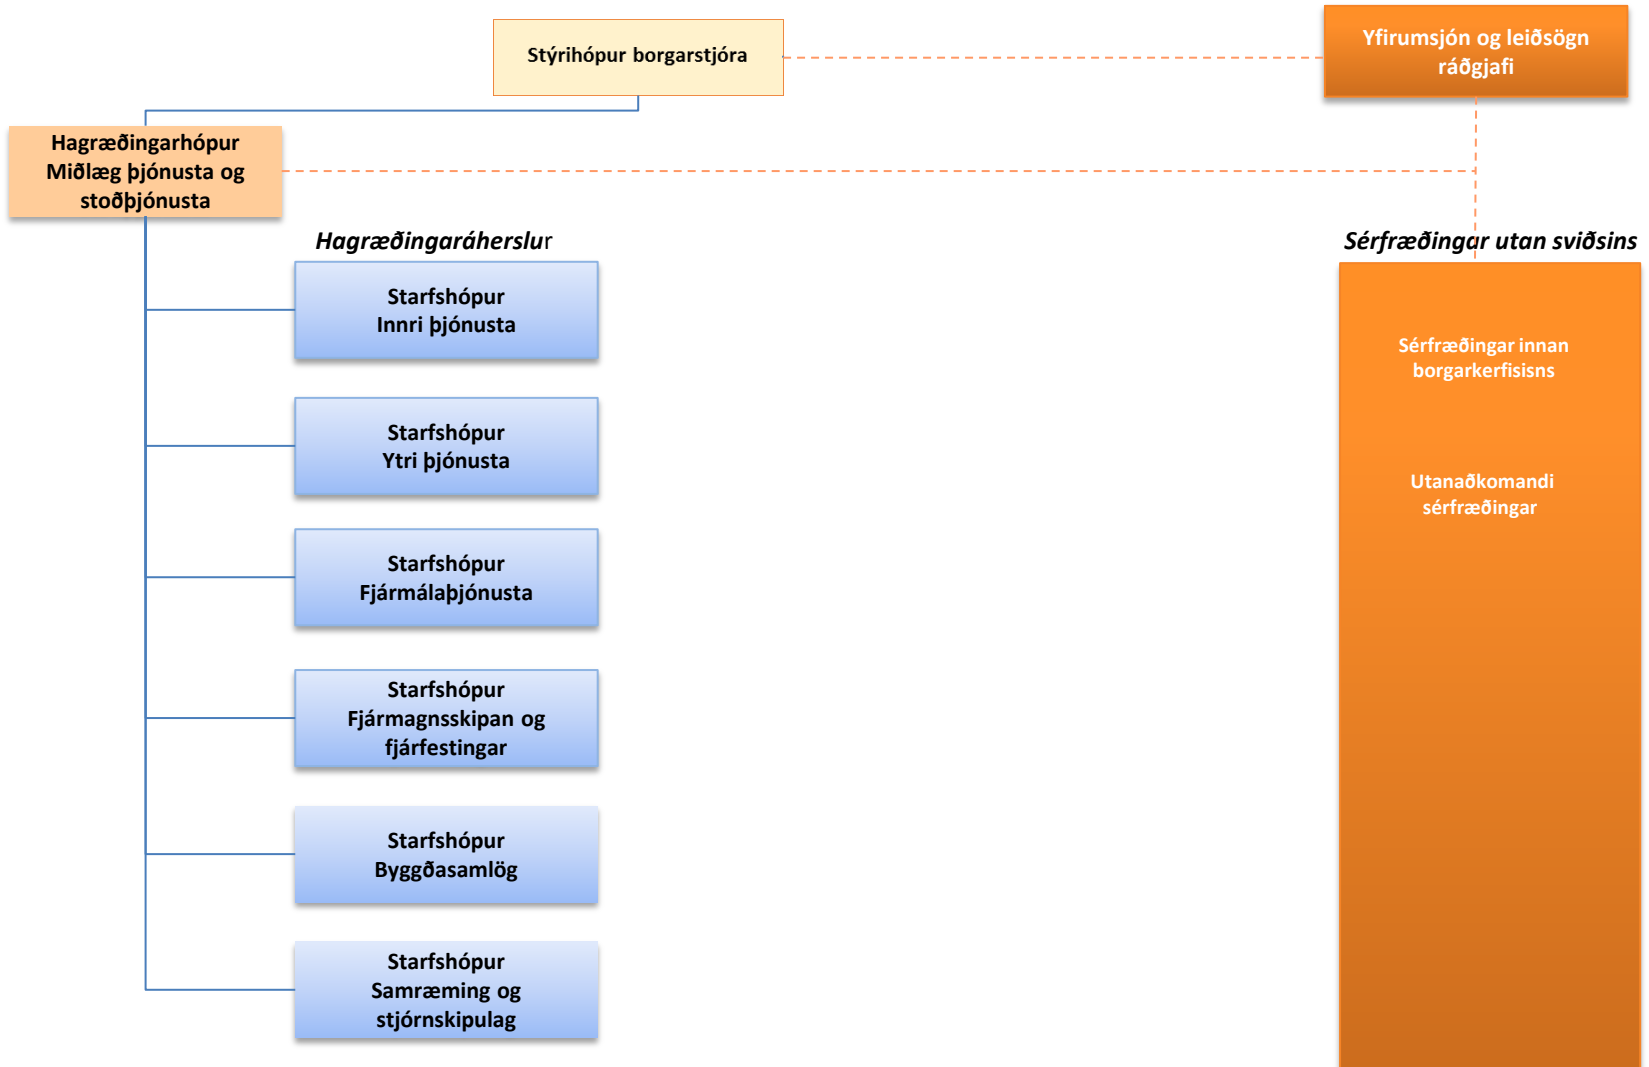 Stýrihópur borgarstjóra
Yfirumsjón og leiðsögn
ráðgjafi
Hagræðingarhópur
Miðlæg þjónusta og
stoðþjónusta
Hagræðingaráherslur
Sérfræðingar utan sviðsins
Starfshópur
Innri þjónusta
Starfshópur
Ytri þjónusta
Starfshópur
Fjármálaþjónusta
Starfshópur
Fjármagnsskipan og
fjárfestingar
Starfshópur
Byggðasamlög
Starfshópur
Samræming og
stjórnskipulag
Sérfræðingar innan
borgarkerfisisns
Utanaðkomandi
sérfræðingar